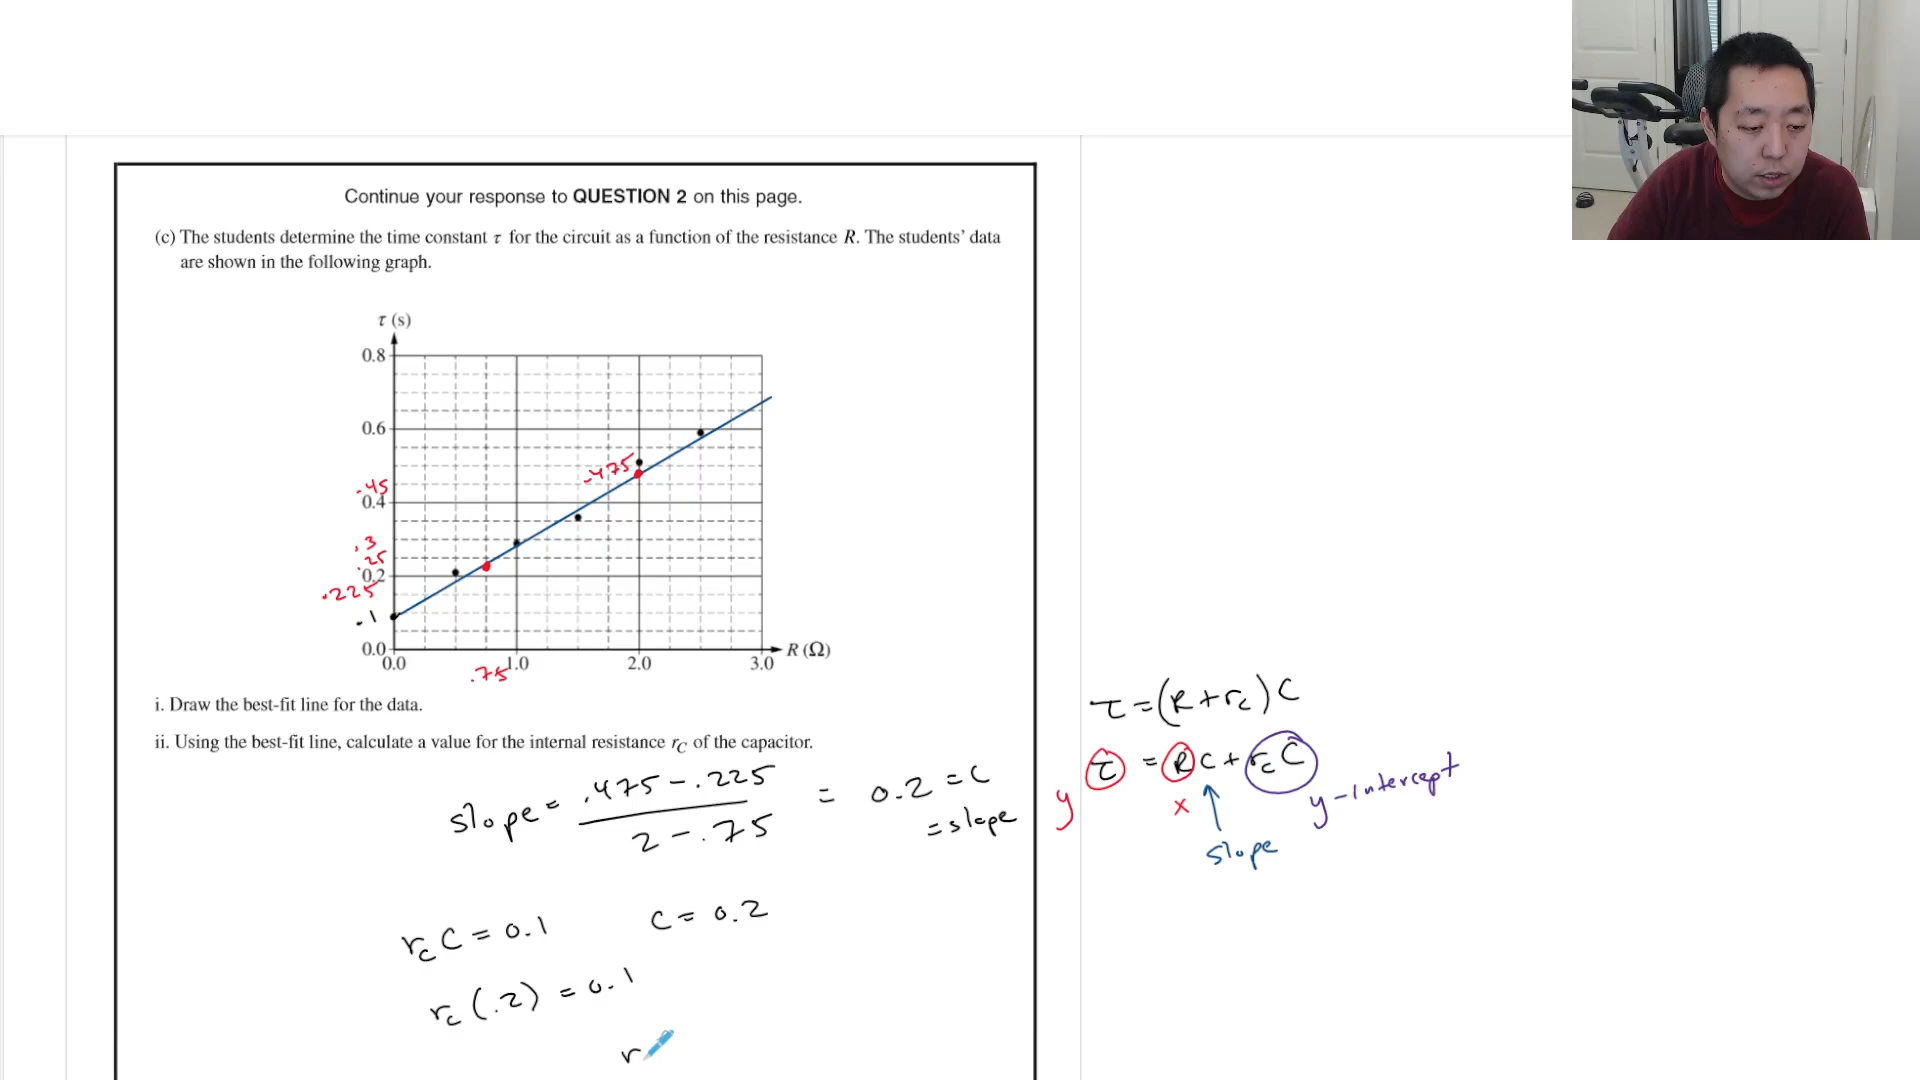 Continue your response to QUESTION 2 on this page.
(c) The students determine the time constant τ for the circuit as a function of the resistance R. The students' data
are shown in the following graph.
τ (s)
0.8
0.6
.475
.45
0.4
.3
.25
0.2
.225
.1
0.0
0.0
.75
1.0
2.0
3.0
R (Ω)
i. Draw the best-fit line for the data.
ii. Using the best-fit line, calculate a value for the internal resistance r_C of the capacitor.
slope = (.475 - .225) / (2 - .75) = 0.2 = C
= slope
r_c C = 0.1
C = 0.2
r_c (.2) = 0.1
r
τ = (R + r_c) C
τ = R C + r_c C
y
x
slope
y-intercept